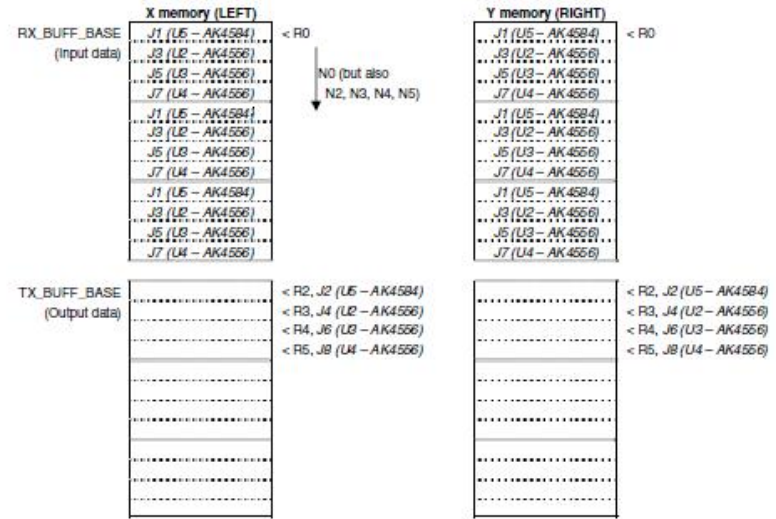 X memory (LEFT) Y memory (RIGHT)
RX_BUFF_BASE J1 (U5 – AK4584) < R0 J1 (U5 – AK4584) < R0
(Input data) J3 (U2 – AK4556) J3 (U2 – AK4556)
J5 (U3 – AK4556) N0 (but also J5 (U3 – AK4556)
J7 (U4 – AK4556) N2, N3, N4, N5) J7 (U4 – AK4556)
J1 (U5 – AK4584) J1 (U5 – AK4584)
J3 (U2 – AK4556) J3 (U2 – AK4556)
J5 (U3 – AK4556) J5 (U3 – AK4556)
J7 (U4 – AK4556) J7 (U4 – AK4556)
J1 (U5 – AK4584) J1 (U5 – AK4584)
J3 (U2 – AK4556) J3 (U2 – AK4556)
J5 (U3 – AK4556) J5 (U3 – AK4556)
J7 (U4 – AK4556) J7 (U4 – AK4556)
TX_BUFF_BASE < R2, J2 (U5 – AK4584) < R2, J2 (U5 – AK4584)
(Output data) < R3, J4 (U2 – AK4556) < R3, J4 (U2 – AK4556)
< R4, J6 (U3 – AK4556) < R4, J6 (U3 – AK4556)
< R5, J8 (U4 – AK4556) < R5, J8 (U4 – AK4556)